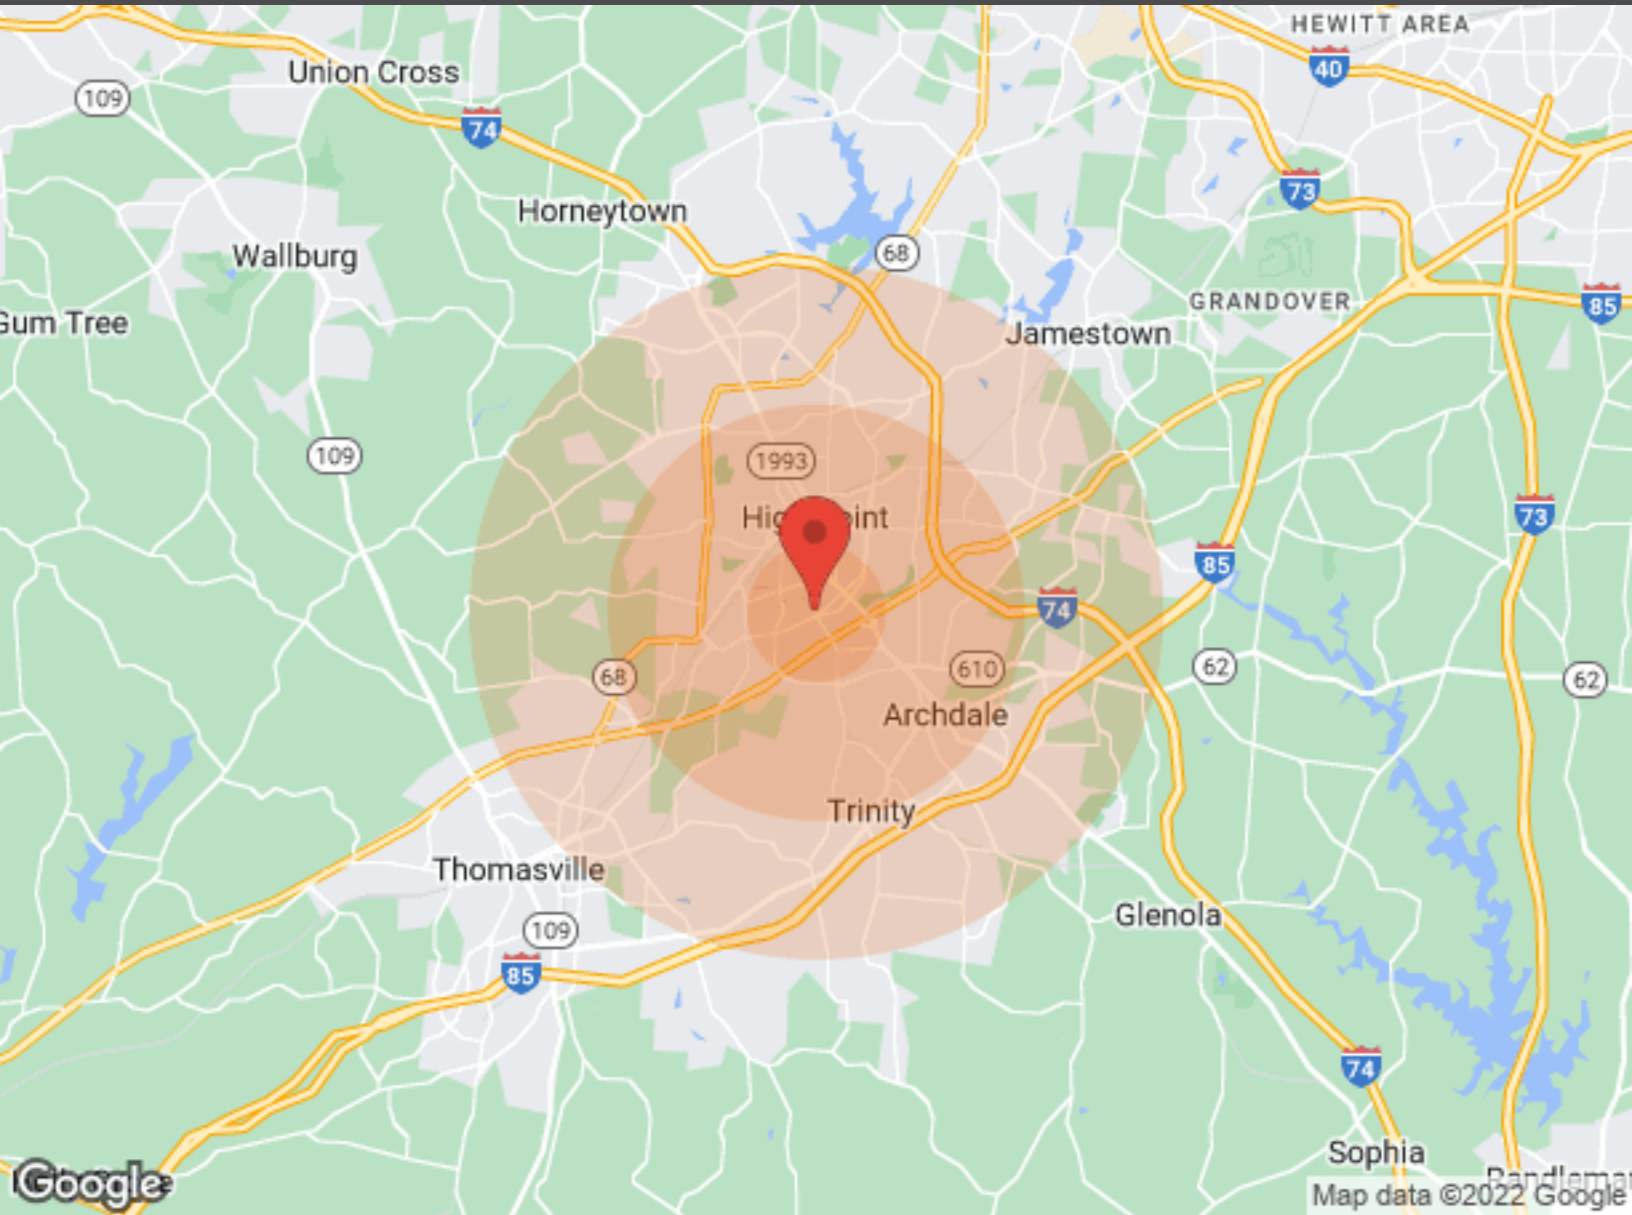 HEWITT AREA
40
Union Cross
109
74
73
Horneytown
68
Wallburg
GRANDOVER
85
Gum Tree
Jamestown
109
1993
High Point
73
85
74
62
610
68
62
Archdale
Trinity
Thomasville
109
Glenola
85
74
Sophia
Google
Map data ©2022 Google